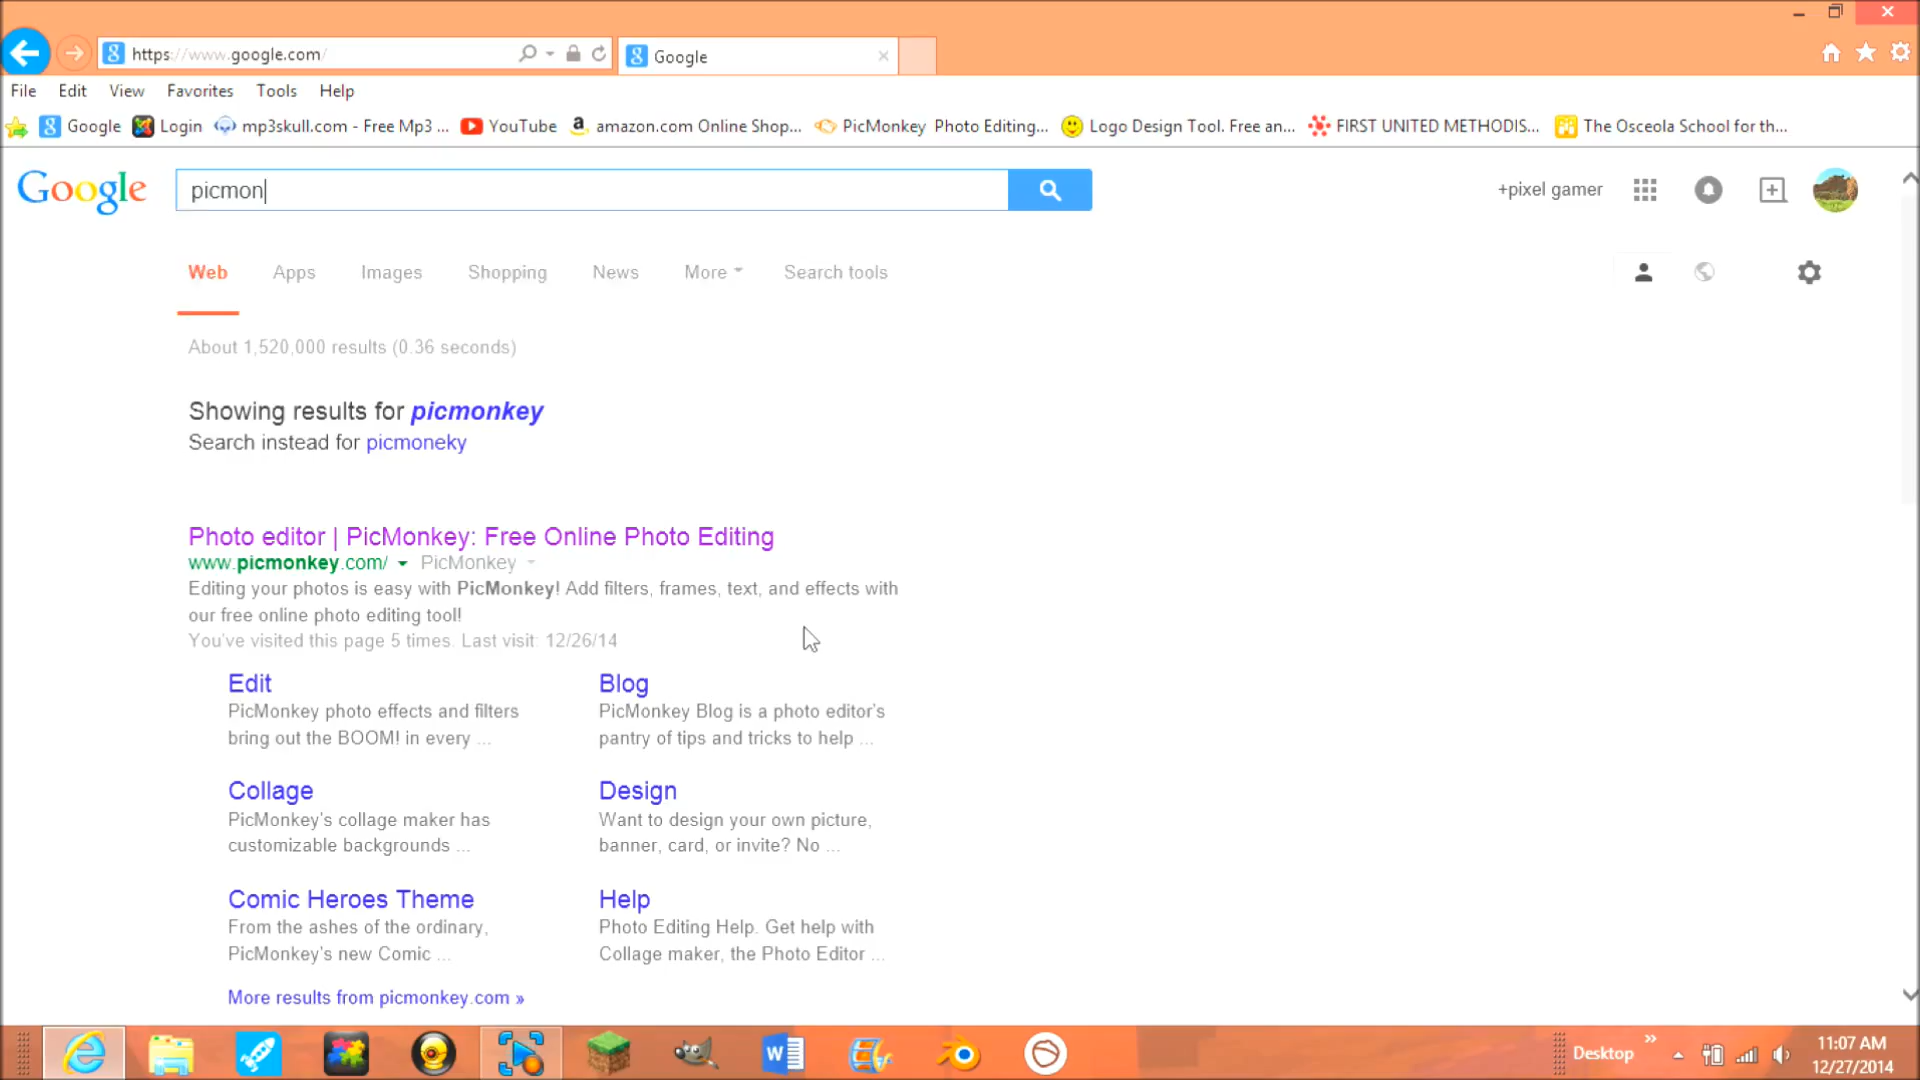 https://www.google.com/
Google
File Edit View Favorites Tools Help
Google Login mp3skull.com - Free Mp3 ... YouTube amazon.com Online Shop... PicMonkey Photo Editing... Logo Design Tool. Free an... FIRST UNITED METHODIS... The Osceola School for th...
Google picmon +pixel gamer
Web Apps Images Shopping News More Search tools
About 1,520,000 results (0.36 seconds)
Showing results for picmonkey
Search instead for picmoneky
Photo editor | PicMonkey: Free Online Photo Editing
www.picmonkey.com/ PicMonkey
Editing your photos is easy with PicMonkey! Add filters, frames, text, and effects with
our free online photo editing tool!
You've visited this page 5 times. Last visit: 12/26/14
Edit
PicMonkey photo effects and filters
bring out the BOOM! in every ...
Blog
PicMonkey Blog is a photo editor's
pantry of tips and tricks to help ...
Collage
PicMonkey's collage maker has
customizable backgrounds ...
Design
Want to design your own picture,
banner, card, or invite? No ...
Comic Heroes Theme
From the ashes of the ordinary,
PicMonkey's new Comic ...
Help
Photo Editing Help. Get help with
Collage maker, the Photo Editor ...
More results from picmonkey.com »
Desktop
11:07 AM
12/27/2014